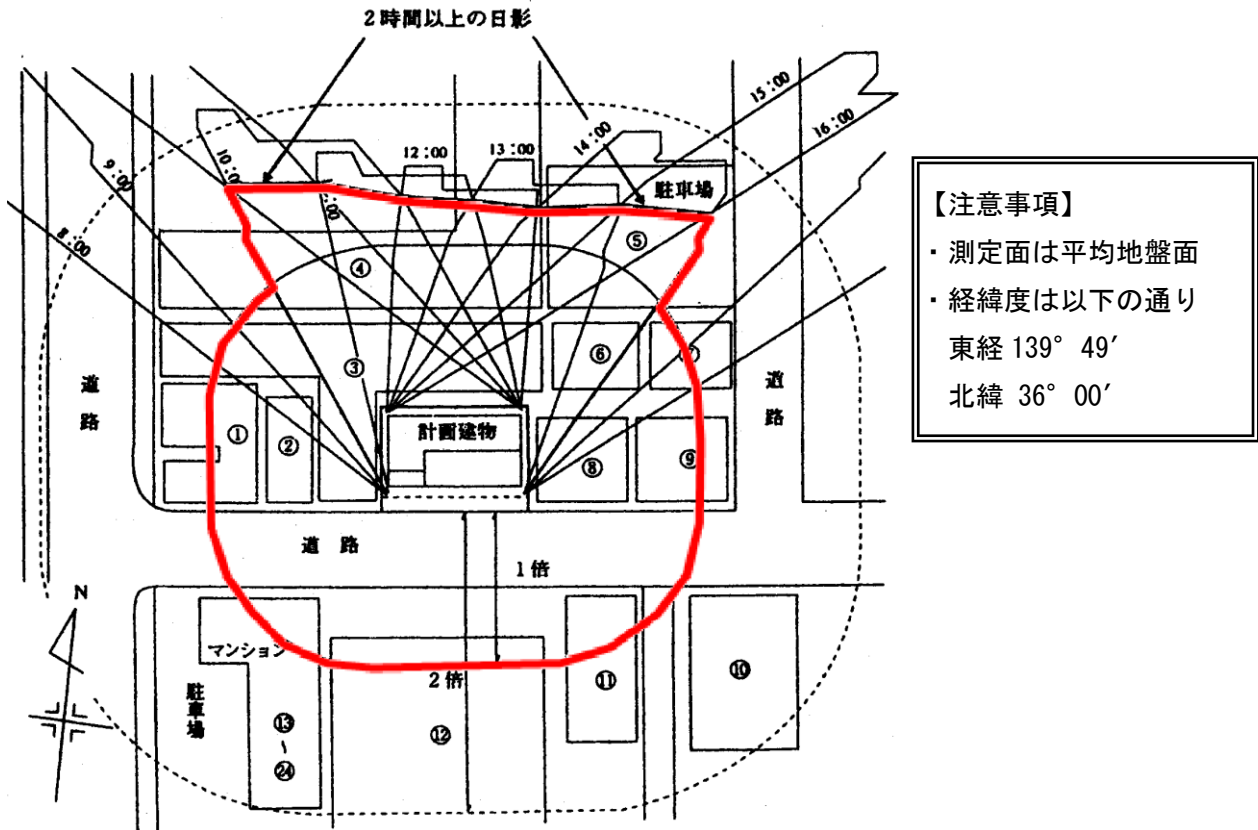 2時間以上の日影
8:00
9:00
10:00
:00
12:00
13:00
14:00
15:00
16:00
駐車場
①
②
③
④
⑤
⑥
⑦
⑧
⑨
計画建物
道路
道路
道路
1倍
2倍
N
マンション
駐車場
⑬
~
㉔
⑫
⑪
⑩
【注意事項】
・測定面は平均地盤面
・経緯度は以下の通り
東経 139° 49′
北緯 36° 00′